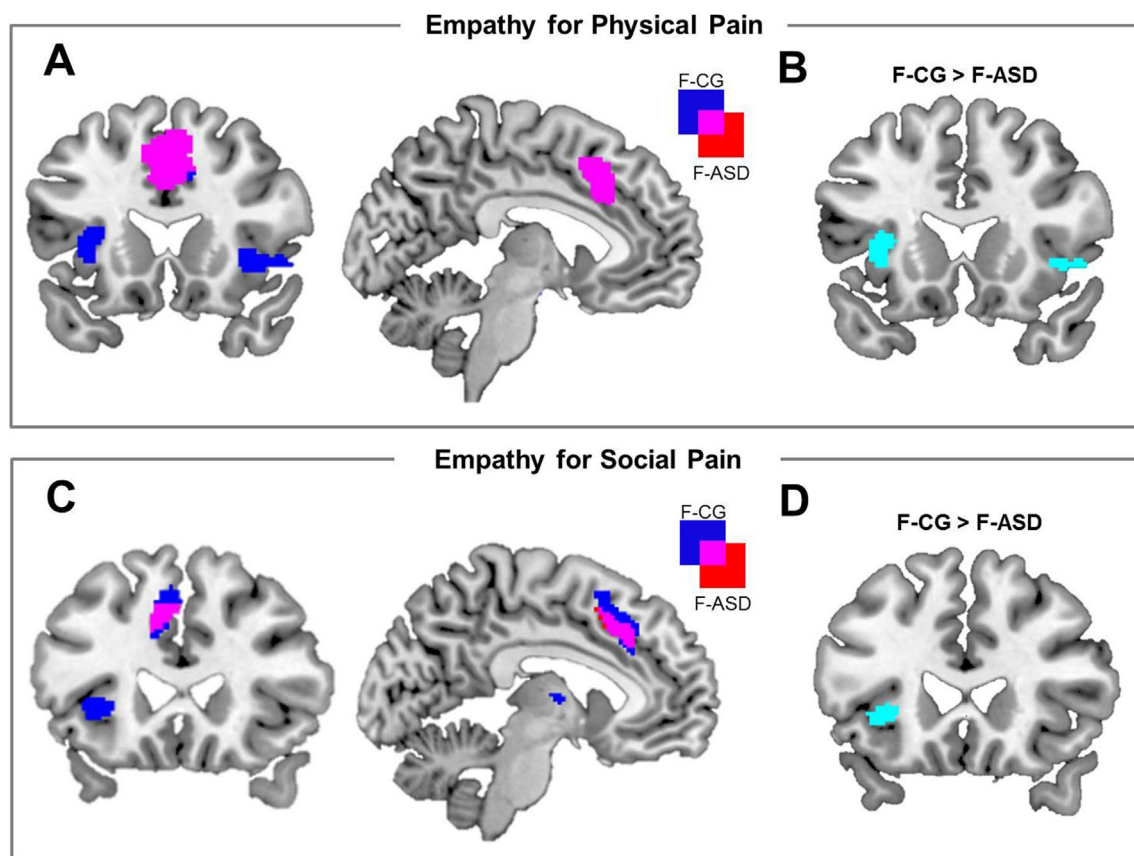 Empathy for Physical Pain
A
F-CG
F-ASD
B
F-CG > F-ASD
Empathy for Social Pain
C
F-CG
F-ASD
D
F-CG > F-ASD